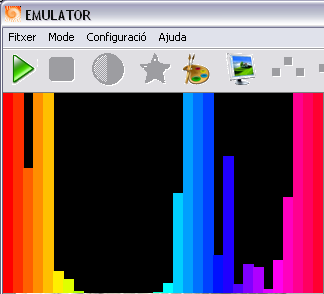 EMULATOR
Fitxer Mode Configuració Ajuda